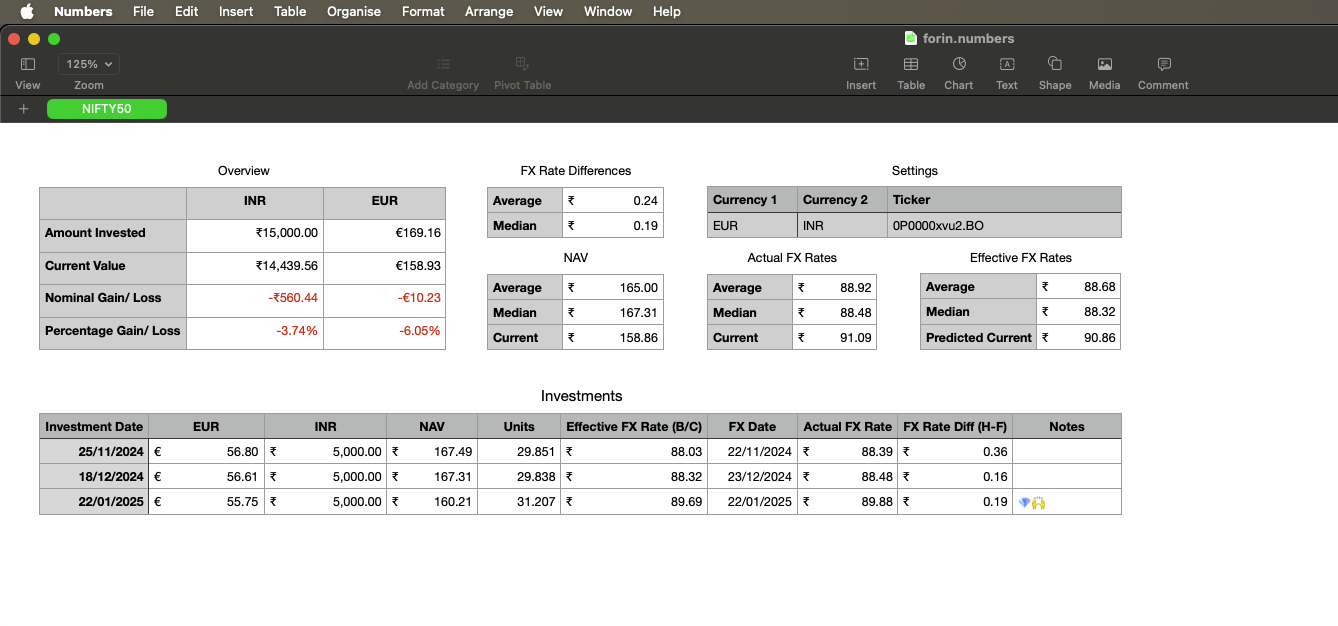 Numbers File Edit Insert Table Organise Format Arrange View Window Help
forin.numbers
125%
View Zoom Add Category Pivot Table Insert Table Chart Text Shape Media Comment
+ NIFTY50
Overview
INR EUR
Amount Invested ₹15,000.00 €169.16
Current Value ₹14,439.56 €158.93
Nominal Gain/ Loss -₹560.44 -€10.23
Percentage Gain/ Loss -3.74% -6.05%
FX Rate Differences
Average ₹ 0.24
Median ₹ 0.19
Settings
Currency 1 Currency 2 Ticker
EUR INR 0P0000xvu2.BO
NAV
Average ₹ 165.00
Median ₹ 167.31
Current ₹ 158.86
Actual FX Rates
Average ₹ 88.92
Median ₹ 88.48
Current ₹ 91.09
Effective FX Rates
Average ₹ 88.68
Median ₹ 88.32
Predicted Current ₹ 90.86
Investments
Investment Date EUR INR NAV Units Effective FX Rate (B/C) FX Date Actual FX Rate FX Rate Diff (H-F) Notes
25/11/2024 € 56.80 ₹ 5,000.00 ₹ 167.49 29.851 ₹ 88.03 22/11/2024 ₹ 88.39 ₹ 0.36
18/12/2024 € 56.61 ₹ 5,000.00 ₹ 167.31 29.838 ₹ 88.32 23/12/2024 ₹ 88.48 ₹ 0.16
22/01/2025 € 55.75 ₹ 5,000.00 ₹ 160.21 31.207 ₹ 89.69 22/01/2025 ₹ 89.88 ₹ 0.19 💎🙌